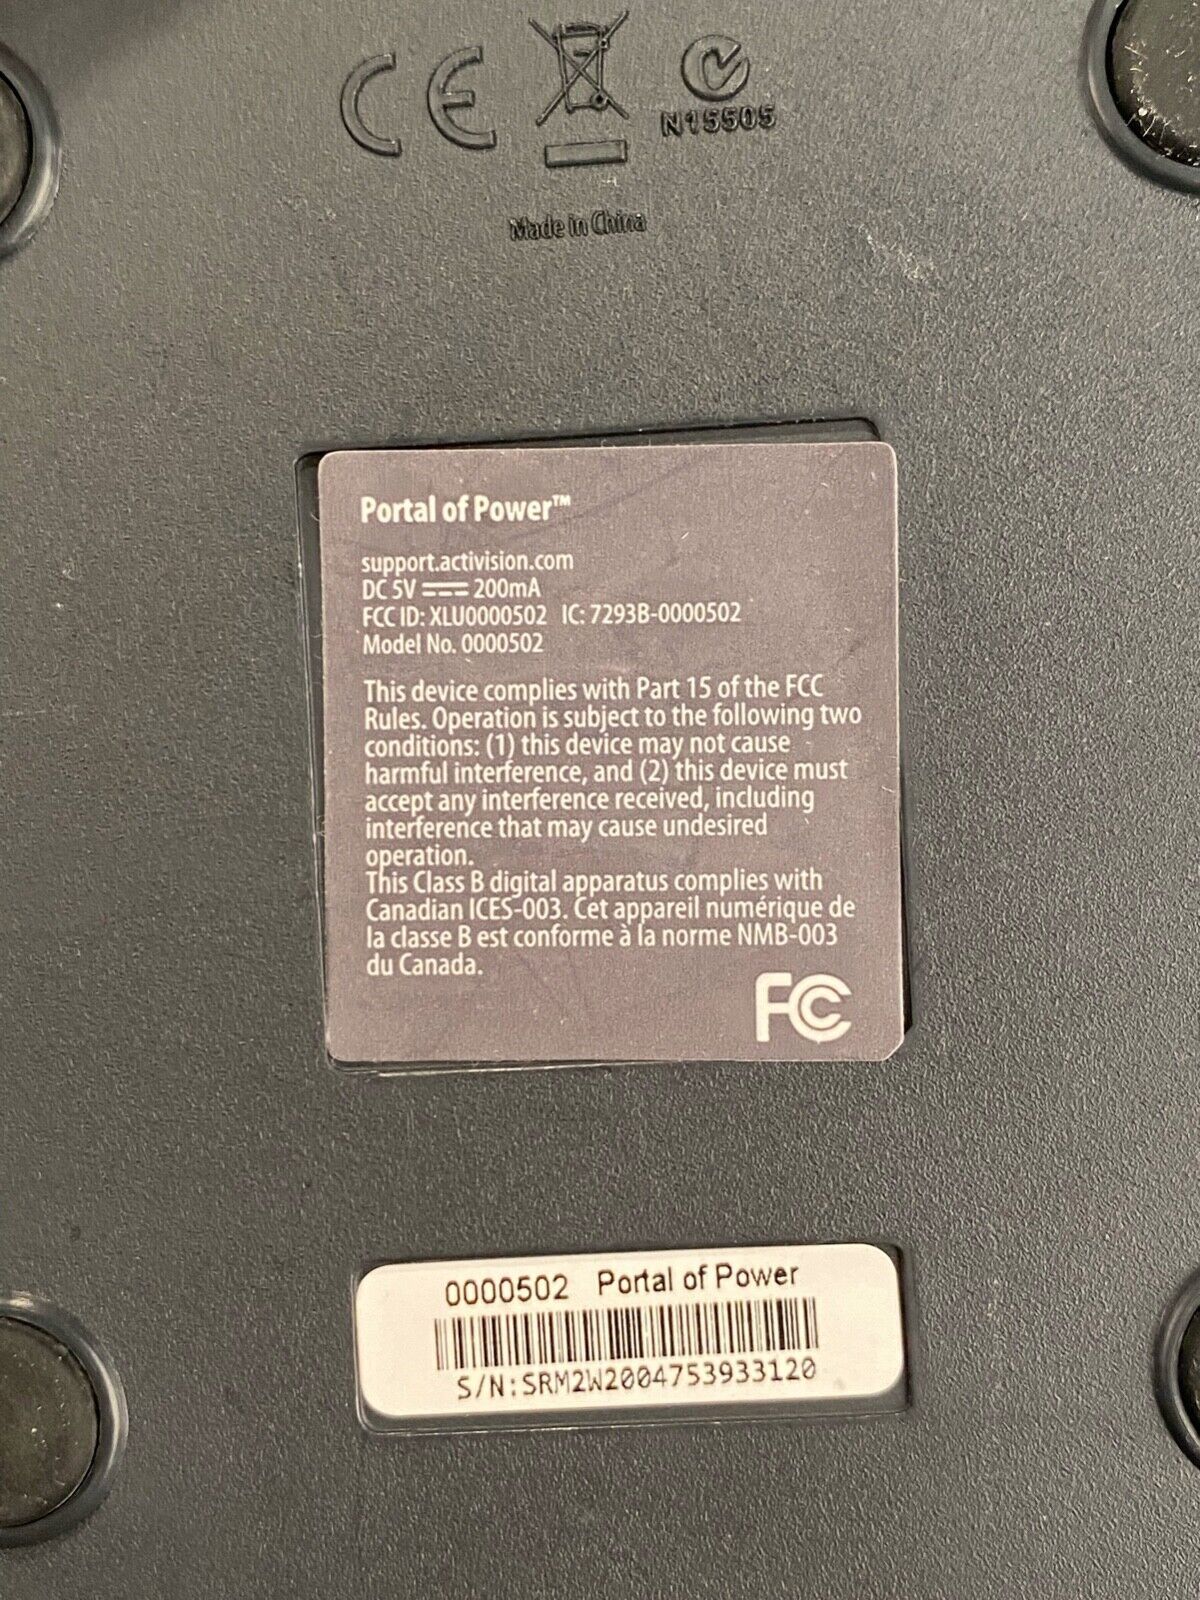 CE
N15505
Made in China
Portal of Power™
support.activision.com
DC 5V ⎓ 200mA
FCC ID: XLU0000502 IC: 7293B-0000502
Model No. 0000502
This device complies with Part 15 of the FCC
Rules. Operation is subject to the following two
conditions: (1) this device may not cause
harmful interference, and (2) this device must
accept any interference received, including
interference that may cause undesired
operation.
This Class B digital apparatus complies with
Canadian ICES-003. Cet appareil numérique de
la classe B est conforme à la norme NMB-003
du Canada.
FC
0000502 Portal of Power
S/N:SRM2W2004753933120